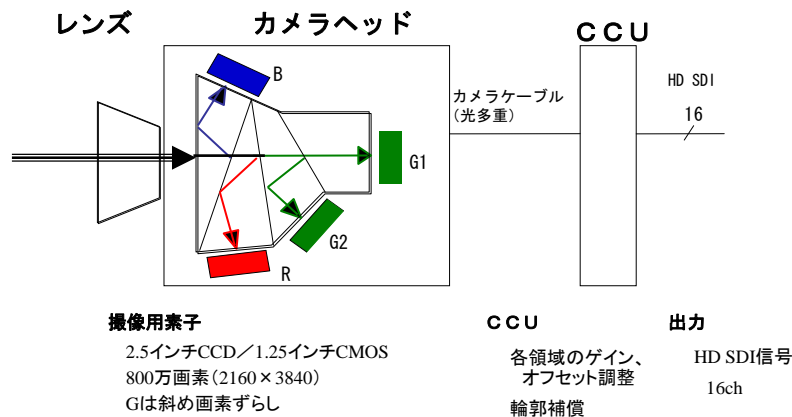 レンズ
カメラヘッド
ＣＣＵ
B
カメラケーブル
(光多重)
HD SDI
16
G1
G2
R
撮像用素子
2.5インチCCD／1.25インチCMOS
800万画素(2160×3840)
Gは斜め画素ずらし
ＣＣＵ
各領域のゲイン、
オフセット調整
輪郭補償
出力
HD SDI信号
16ch